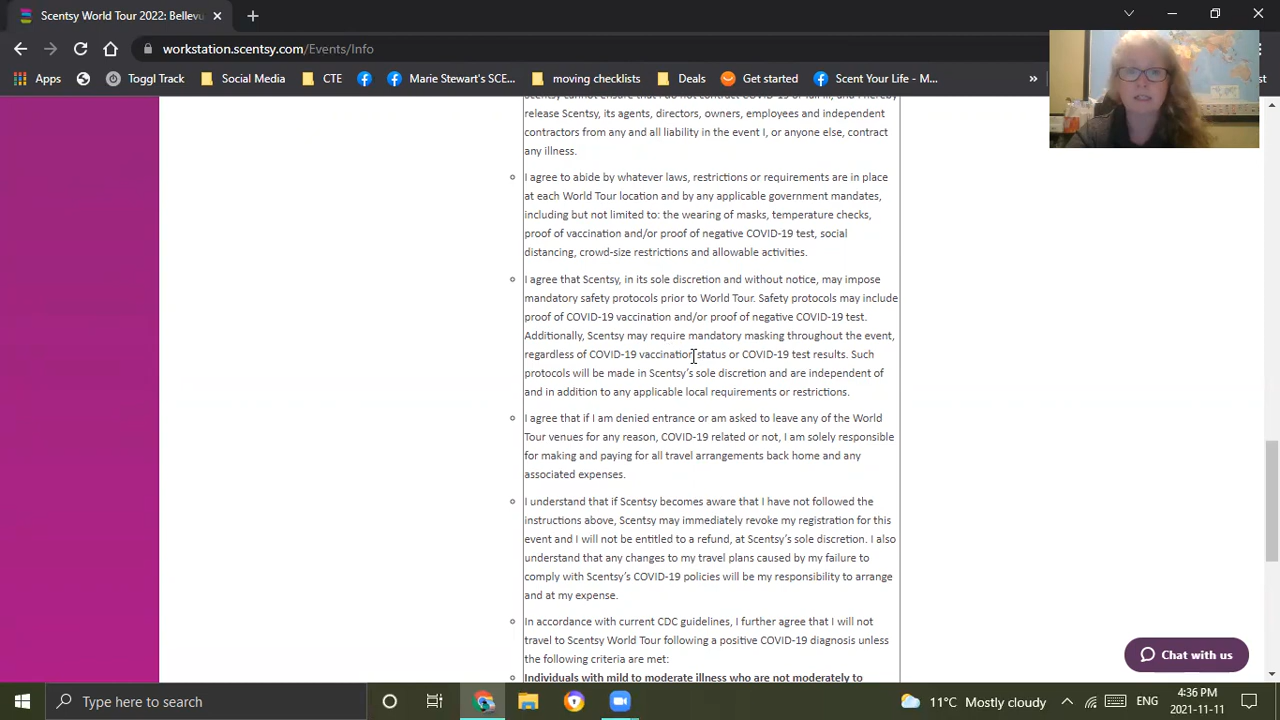 Scentsy World Tour 2022: Bellevu
workstation.scentsy.com/Events/Info
Apps Toggl Track Social Media CTE Marie Stewart's SCE... moving checklists Deals Get started Scent Your Life - M... » st
Scentsy cannot ensure that I do not contract COVID-19 or fall ill, and I hereby
release Scentsy, its agents, directors, owners, employees and independent
contractors from any and all liability in the event I, or anyone else, contract
any illness.
I agree to abide by whatever laws, restrictions or requirements are in place
at each World Tour location and by any applicable government mandates,
including but not limited to: the wearing of masks, temperature checks,
proof of vaccination and/or proof of negative COVID-19 test, social
distancing, crowd-size restrictions and allowable activities.
I agree that Scentsy, in its sole discretion and without notice, may impose
mandatory safety protocols prior to World Tour. Safety protocols may include
proof of COVID-19 vaccination and/or proof of negative COVID-19 test.
Additionally, Scentsy may require mandatory masking throughout the event,
regardless of COVID-19 vaccination status or COVID-19 test results. Such
protocols will be made in Scentsy's sole discretion and are independent of
and in addition to any applicable local requirements or restrictions.
I agree that if I am denied entrance or am asked to leave any of the World
Tour venues for any reason, COVID-19 related or not, I am solely responsible
for making and paying for all travel arrangements back home and any
associated expenses.
I understand that if Scentsy becomes aware that I have not followed the
instructions above, Scentsy may immediately revoke my registration for this
event and I will not be entitled to a refund, at Scentsy's sole discretion. I also
understand that any changes to my travel plans caused by my failure to
comply with Scentsy's COVID-19 policies will be my responsibility to arrange
and at my expense.
In accordance with current CDC guidelines, I further agree that I will not
travel to Scentsy World Tour following a positive COVID-19 diagnosis unless
the following criteria are met:
Individuals with mild to moderate illness who are not moderately to
Chat with us
Type here to search
11°C Mostly cloudy
ENG
4:36 PM
2021-11-11